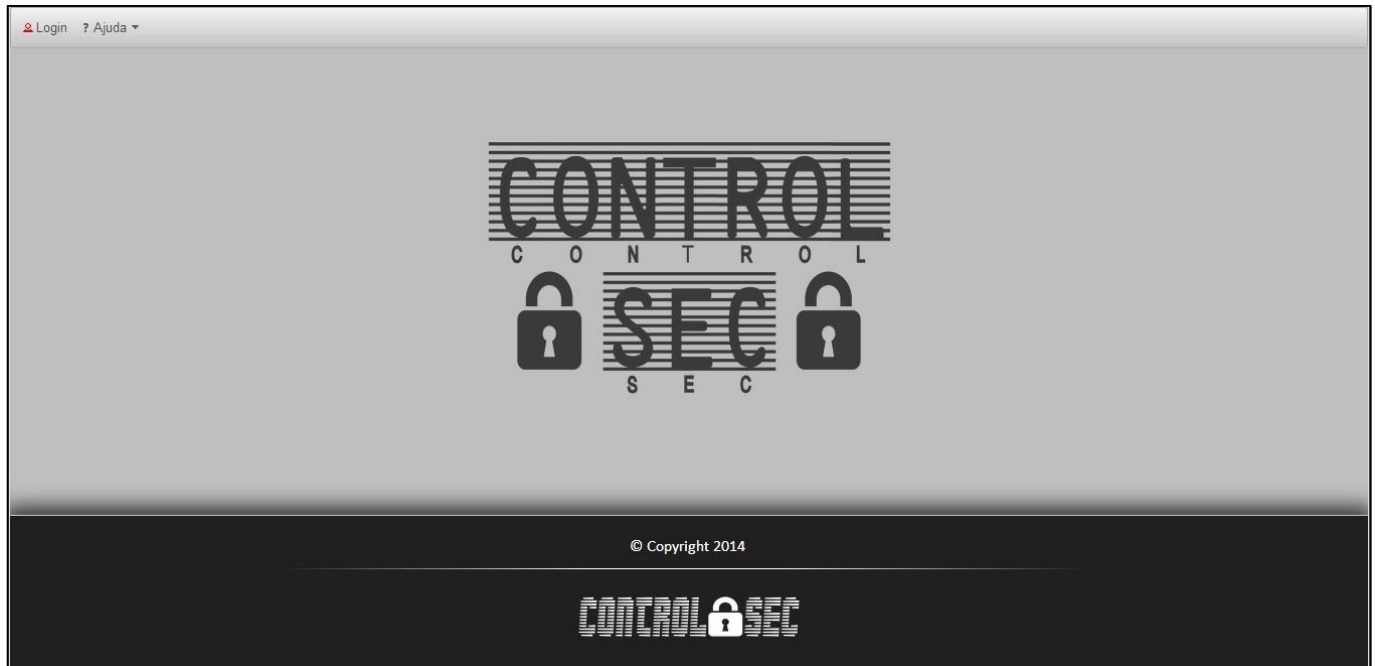 Login ? Ajuda
CONTROL
C O N T R O L
SEC
S E C
© Copyright 2014
CONTROL SEC